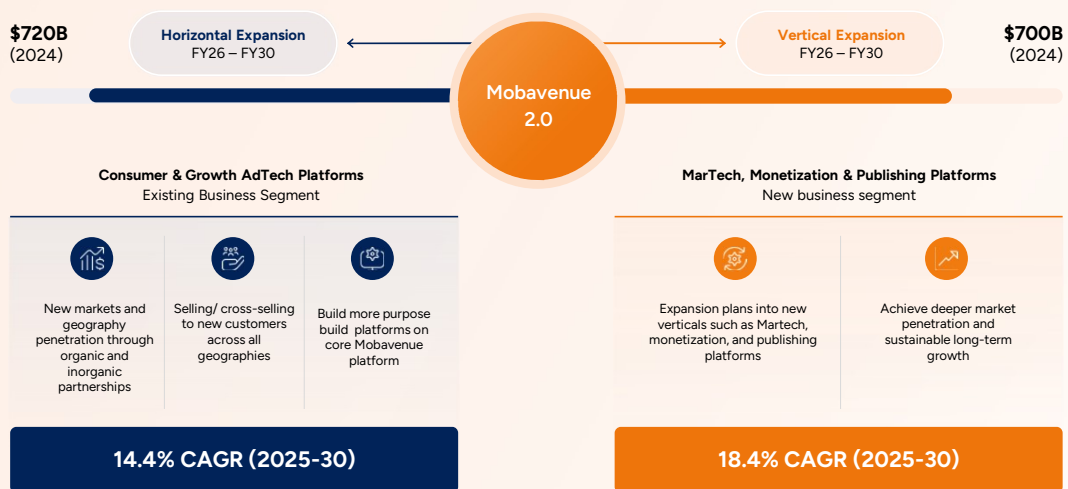 $720B
(2024)
Horizontal Expansion
FY26 – FY30
Mobavenue
2.0
Vertical Expansion
FY26 – FY30
$700B
(2024)
Consumer & Growth AdTech Platforms
Existing Business Segment
New markets and
geography
penetration through
organic and
inorganic
partnerships
Selling/ cross-selling
to new customers
across all
geographies
Build more purpose
build platforms on
core Mobavenue
platform
14.4% CAGR (2025-30)
MarTech, Monetization & Publishing Platforms
New business segment
Expansion plans into new
verticals such as Martech,
monetization, and publishing
platforms
Achieve deeper market
penetration and
sustainable long-term
growth
18.4% CAGR (2025-30)